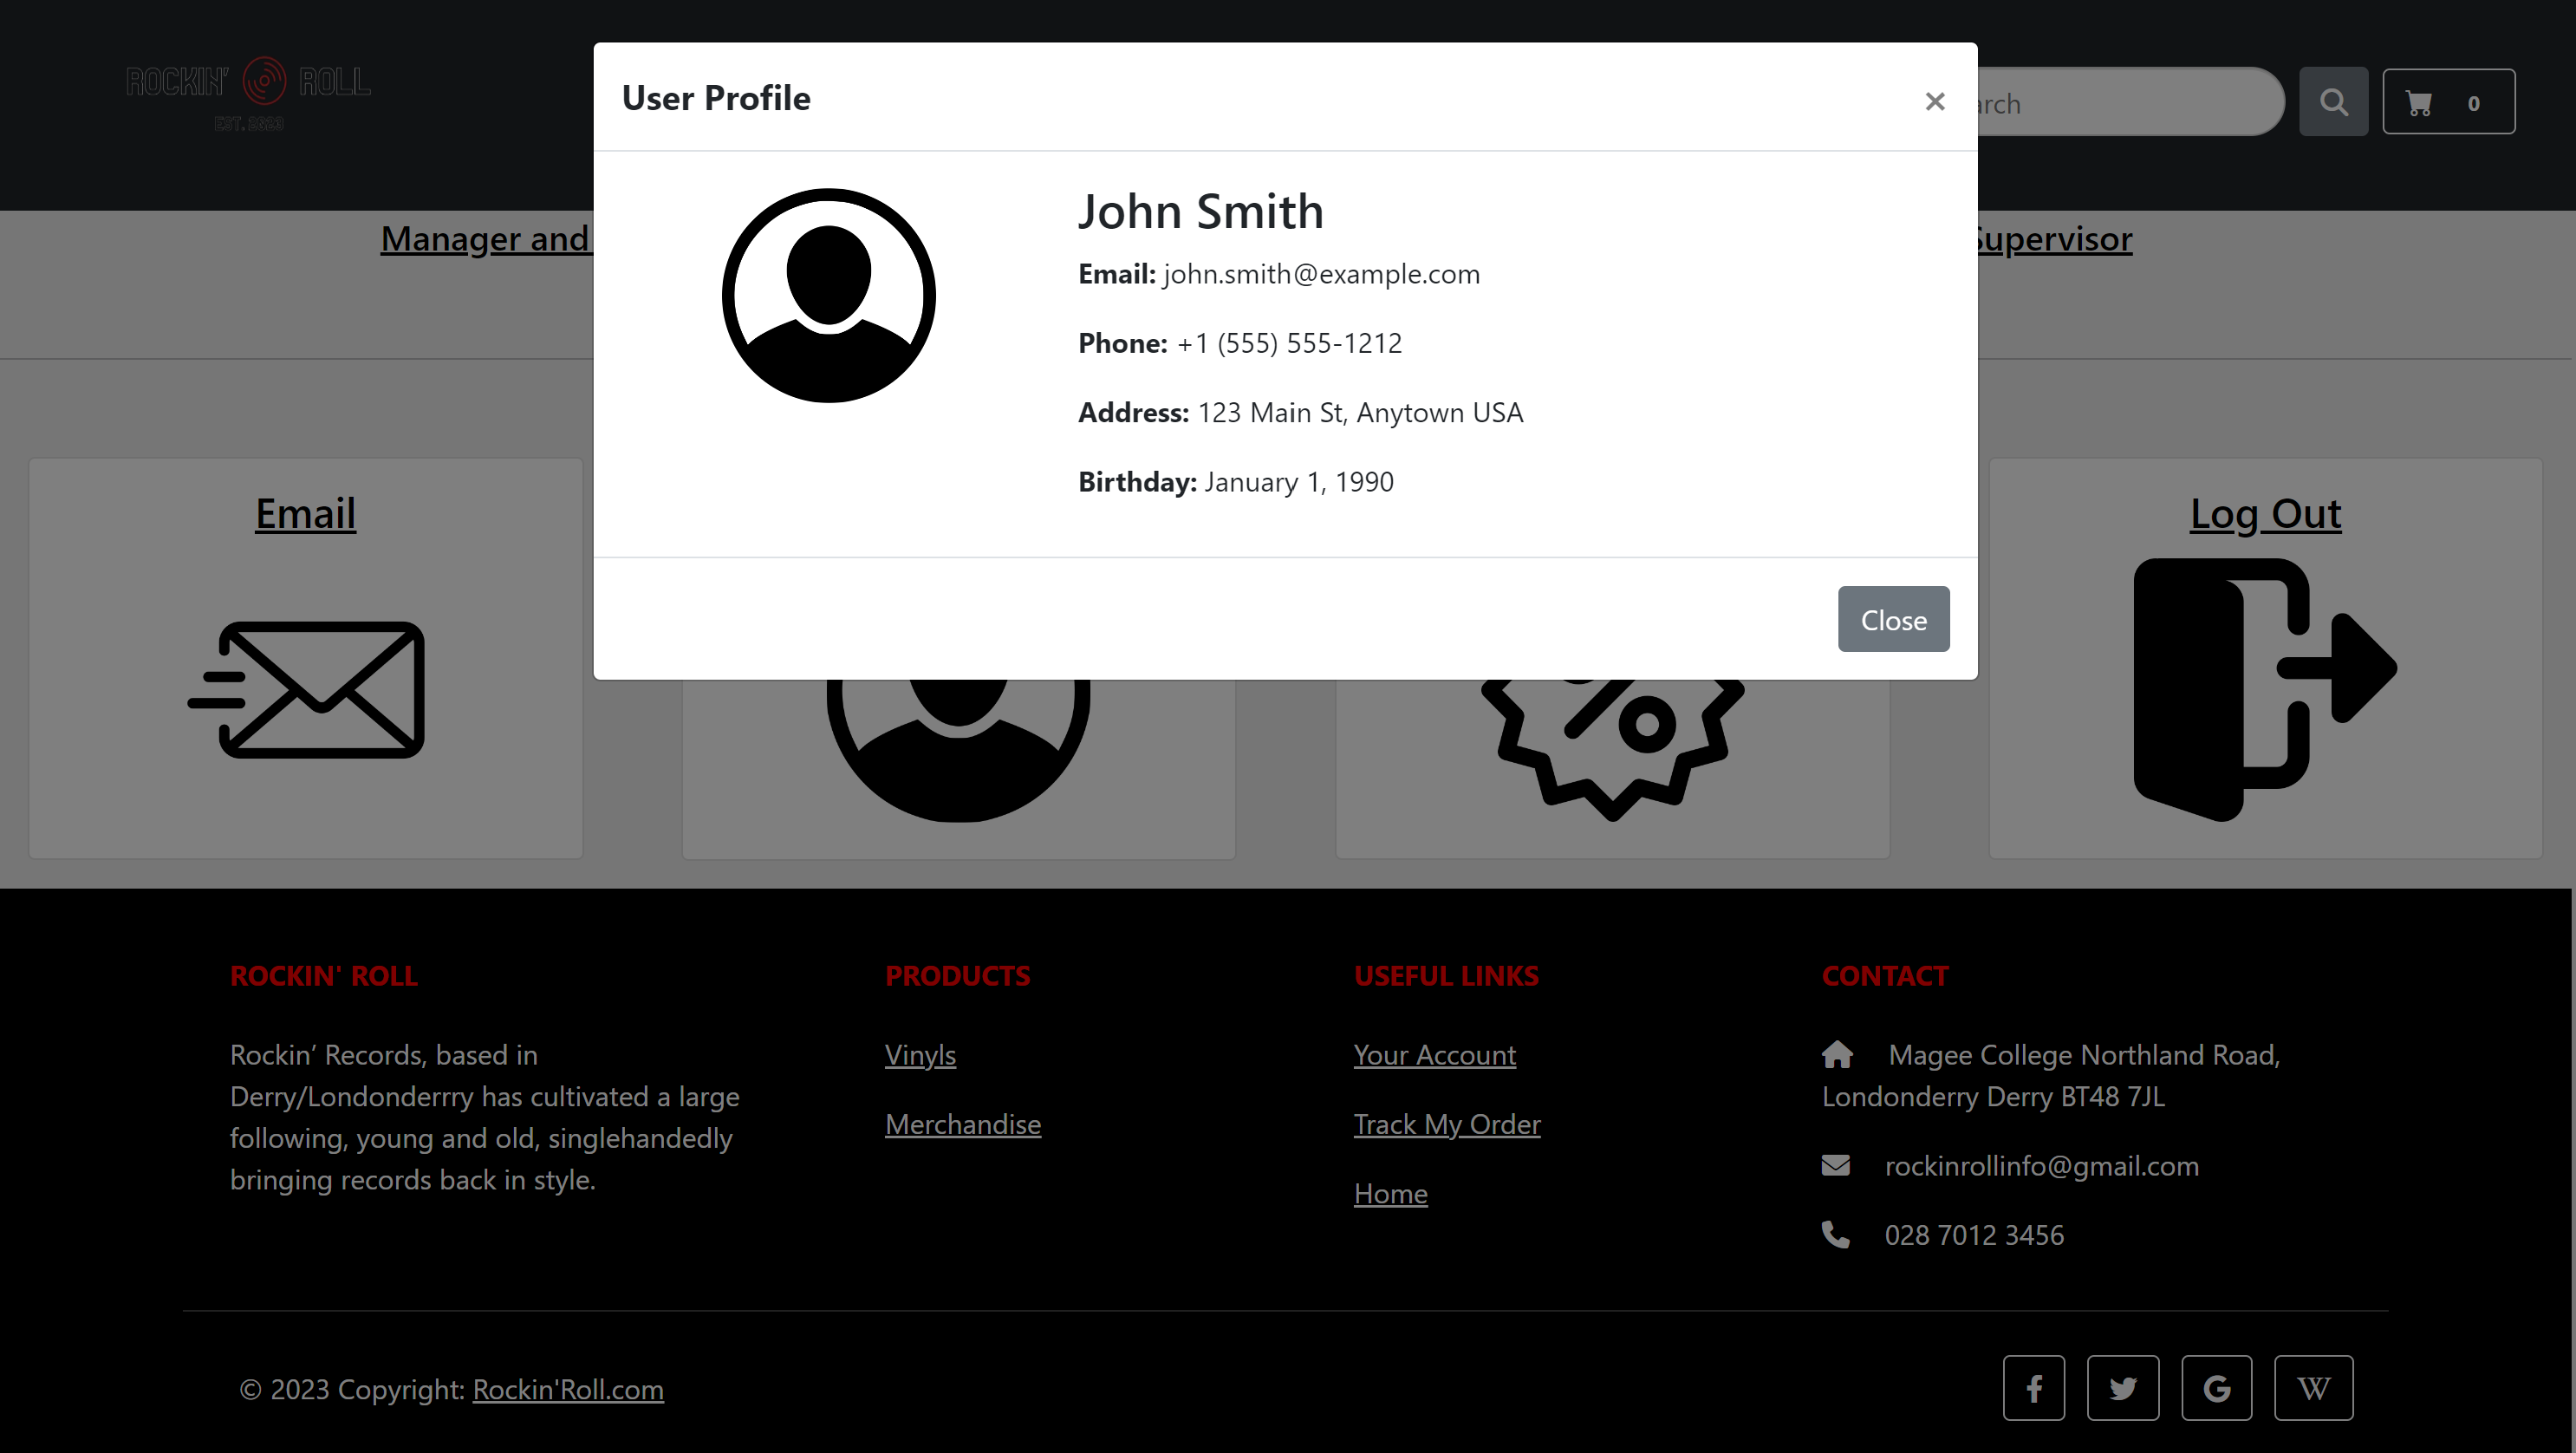 ROCKIN' ROLL
EST. 2023
User Profile
×
arch
0
Manager and
Supervisor
John Smith
Email: john.smith@example.com
Phone: +1 (555) 555-1212
Address: 123 Main St, Anytown USA
Birthday: January 1, 1990
Close
Email
Log Out
ROCKIN' ROLL
Rockin’ Records, based in
Derry/Londonderrry has cultivated a large
following, young and old, singlehandedly
bringing records back in style.
PRODUCTS
Vinyls
Merchandise
USEFUL LINKS
Your Account
Track My Order
Home
CONTACT
Magee College Northland Road,
Londonderry Derry BT48 7JL
rockinrollinfo@gmail.com
028 7012 3456
© 2023 Copyright: Rockin'Roll.com